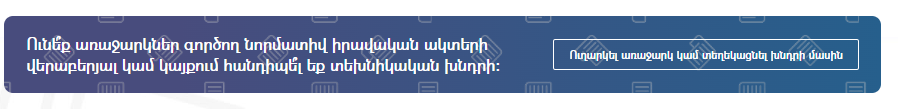 Ունե՞ք առաջարկներ գործող նորմատիվ իրավական ակտերի
վերաբերյալ կամ կայքում հանդիպե՞լ եք տեխնիկական խնդրի:
Ուղարկել առաջարկ կամ տեղեկացնել խնդրի մասին